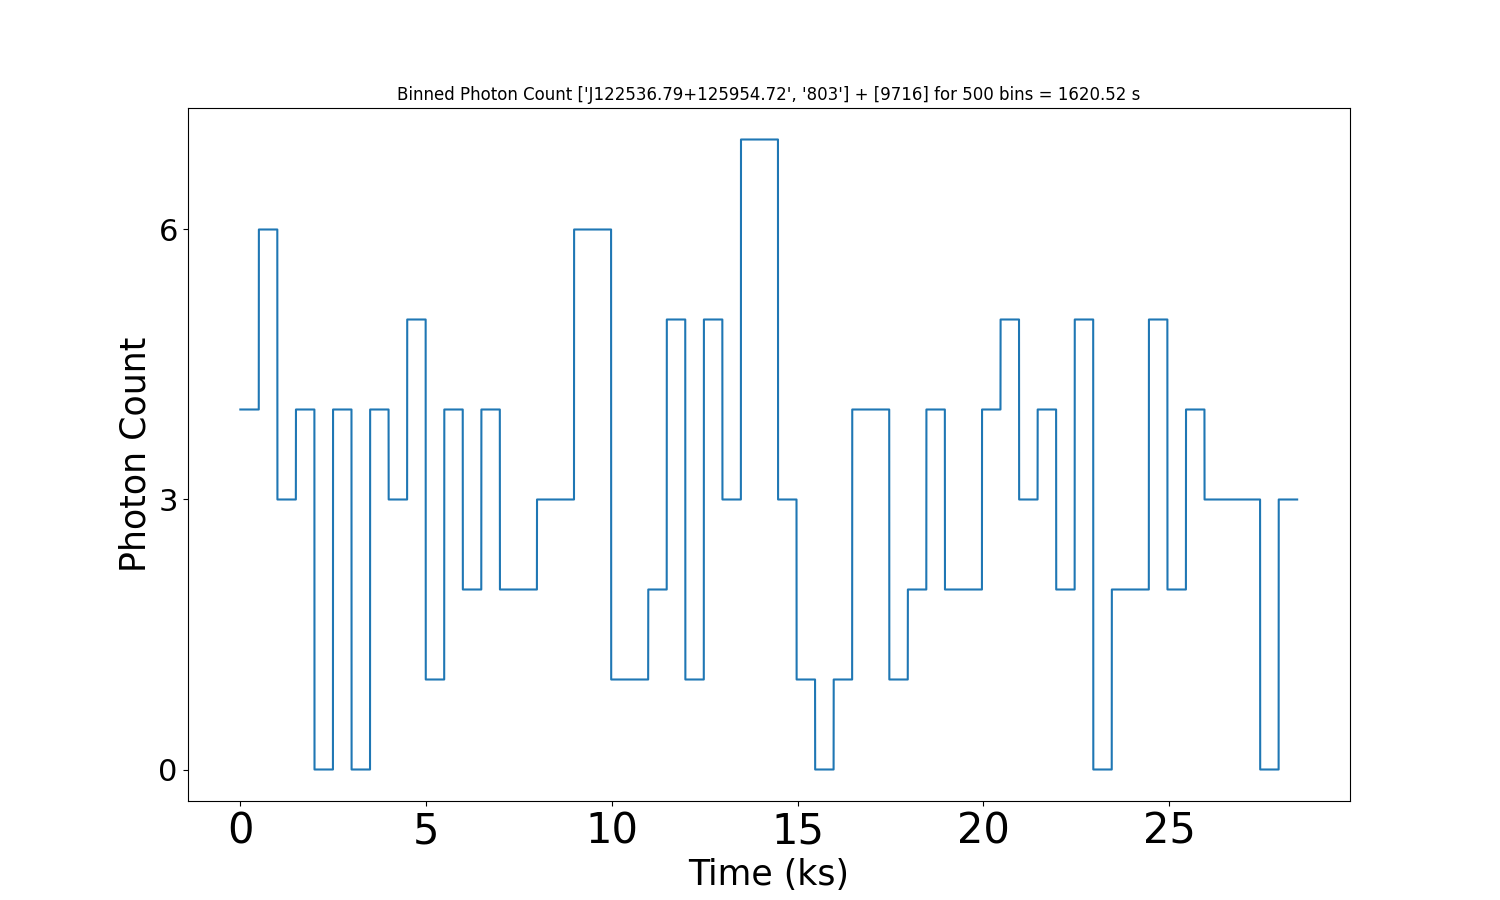 Binned Photon Count ['J122536.79+125954.72', '803'] + [9716] for 500 bins = 1620.52 s
Photon Count
6
3
0
0 5 10 15 20 25
Time (ks)